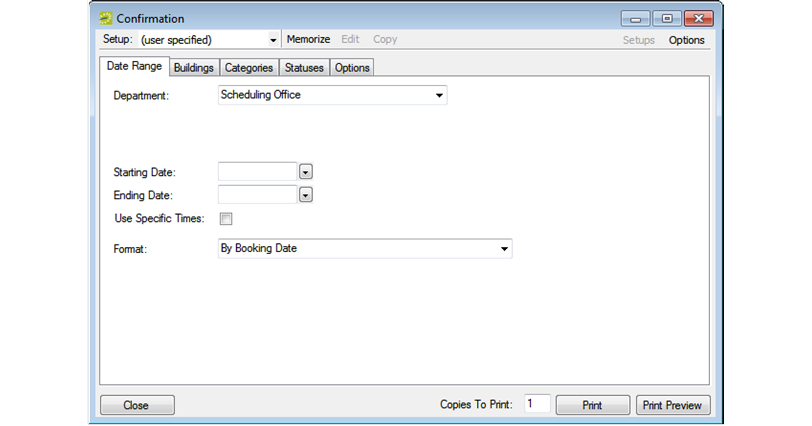 Confirmation
Setup: (user specified) Memorize Edit Copy Setups Options
Date Range Buildings Categories Statuses Options
Department: Scheduling Office
Starting Date:
Ending Date:
Use Specific Times:
Format: By Booking Date
Close Copies To Print: 1 Print Print Preview